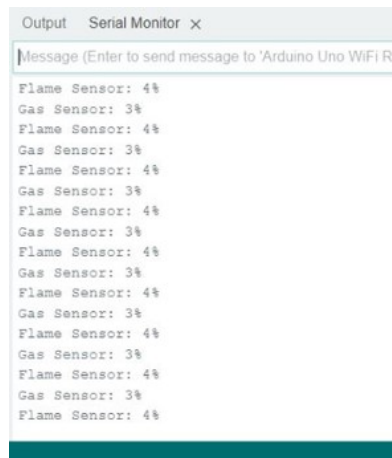 Output Serial Monitor ×
Message (Enter to send message to 'Arduino Uno WiFi R
Flame Sensor: 4%
Gas Sensor: 3%
Flame Sensor: 4%
Gas Sensor: 3%
Flame Sensor: 4%
Gas Sensor: 3%
Flame Sensor: 4%
Gas Sensor: 3%
Flame Sensor: 4%
Gas Sensor: 3%
Flame Sensor: 4%
Gas Sensor: 3%
Flame Sensor: 4%
Gas Sensor: 3%
Flame Sensor: 4%
Gas Sensor: 3%
Flame Sensor: 4%